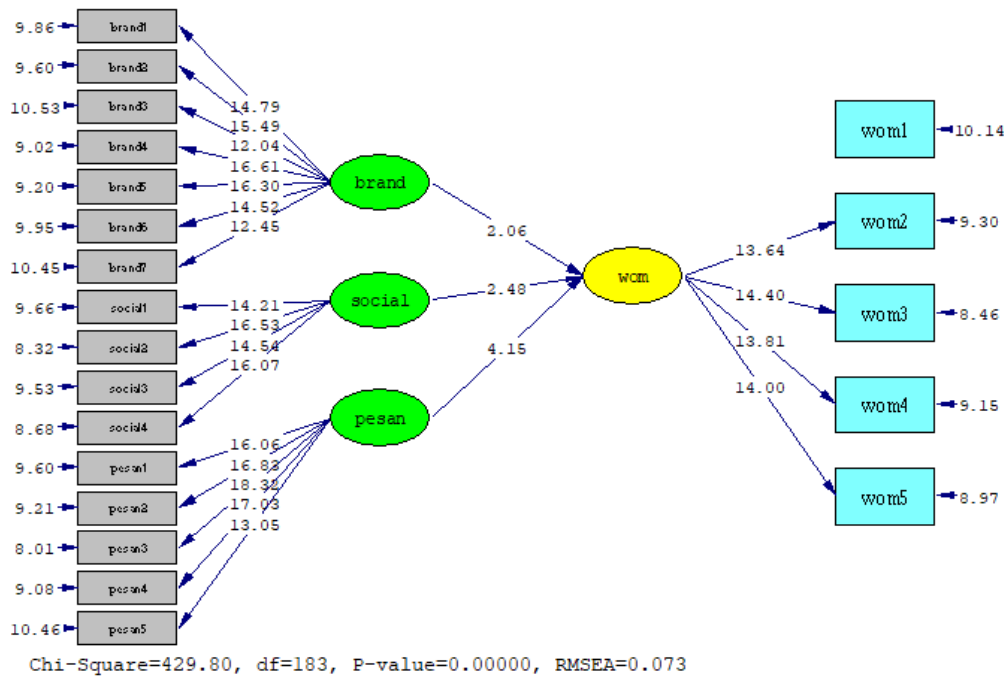 9.86 brand1
9.60 brand2
10.53 brand3
9.02 brand4
9.20 brand5
9.95 brand6
10.45 brand7
9.66 social1
8.32 social2
9.53 social3
8.68 social4
9.60 pesan1
9.21 pesan2
8.01 pesan3
9.08 pesan4
10.46 pesan5
14.79
15.49
12.04
16.61
16.30
14.52
12.45
14.21
16.53
14.54
16.07
16.06
16.83
18.32
17.03
13.05
brand
social
pesan
2.06
2.48
4.15
wom
13.64
14.40
13.81
14.00
wom1 10.14
wom2 9.30
wom3 8.46
wom4 9.15
wom5 8.97
Chi-Square=429.80, df=183, P-value=0.00000, RMSEA=0.073